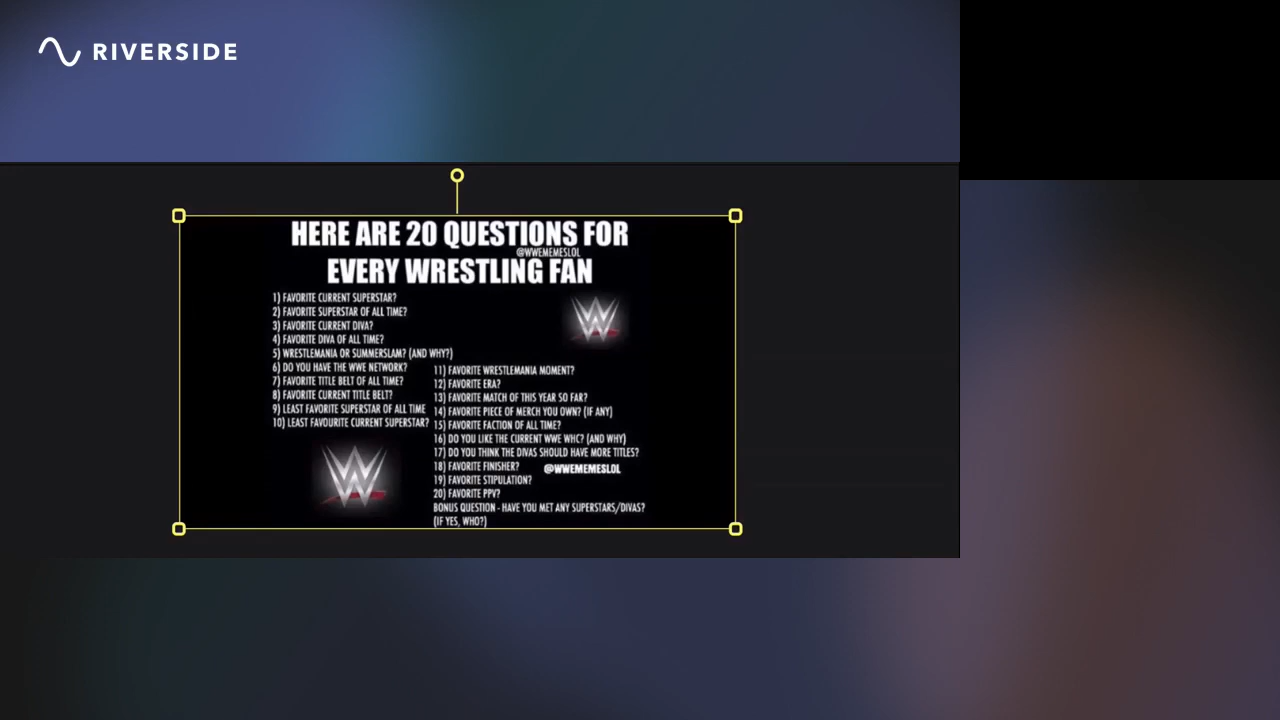 RIVERSIDE
HERE ARE 20 QUESTIONS FOR
@WWEMEMESLOL
EVERY WRESTLING FAN
1) FAVORITE CURRENT SUPERSTAR?
2) FAVORITE SUPERSTAR OF ALL TIME?
3) FAVORITE CURRENT DIVA?
4) FAVORITE DIVA OF ALL TIME?
5) WRESTLEMANIA OR SUMMERSLAM? (AND WHY?)
6) DO YOU HAVE THE WWE NETWORK?
7) FAVORITE TITLE BELT OF ALL TIME?
8) FAVORITE CURRENT TITLE BELT?
9) LEAST FAVORITE SUPERSTAR OF ALL TIME
10) LEAST FAVOURITE CURRENT SUPERSTAR?
11) FAVORITE WRESTLEMANIA MOMENT?
12) FAVORITE ERA?
13) FAVORITE MATCH OF THIS YEAR SO FAR?
14) FAVORITE PIECE OF MERCH YOU OWN? (IF ANY)
15) FAVORITE FACTION OF ALL TIME?
16) DO YOU LIKE THE CURRENT WWE WHC? (AND WHY)
17) DO YOU THINK THE DIVAS SHOULD HAVE MORE TITLES?
18) FAVORITE FINISHER?
@WWEMEMESLOL
19) FAVORITE STIPULATION?
20) FAVORITE PPV?
BONUS QUESTION - HAVE YOU MET ANY SUPERSTARS/DIVAS?
(IF YES, WHO?)